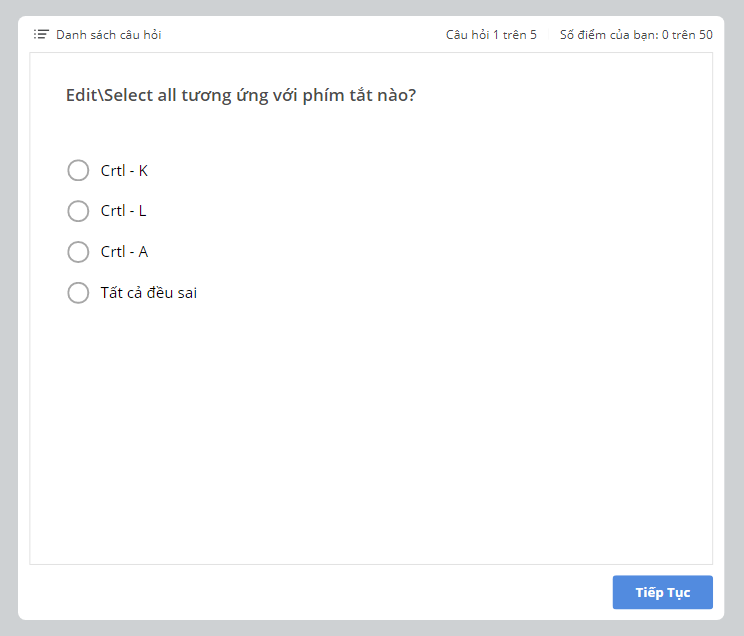 Danh sách câu hỏi
Câu hỏi 1 trên 5
Số điểm của bạn: 0 trên 50
Edit\Select all tương ứng với phím tắt nào?
Crtl - K
Crtl - L
Crtl - A
Tất cả đều sai
Tiếp Tục